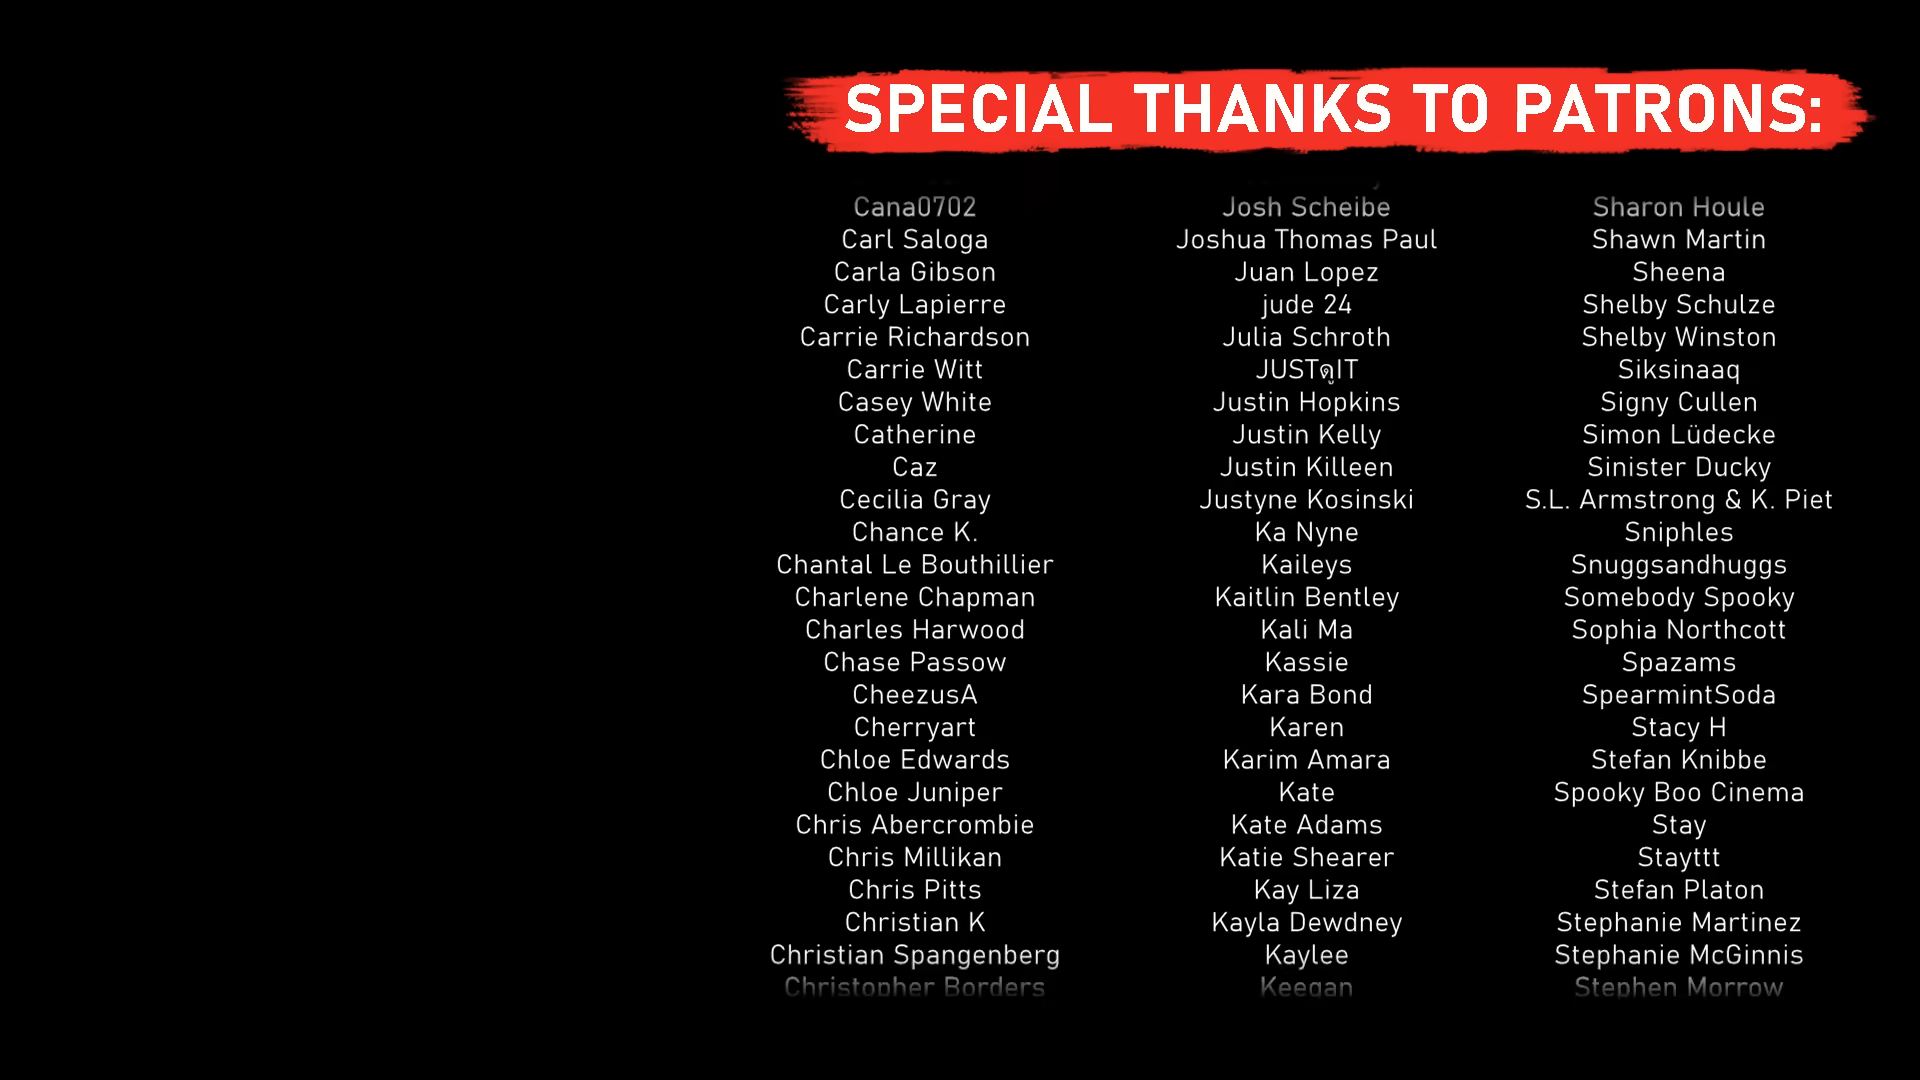 SPECIAL THANKS TO PATRONS:
Cana0702
Carl Saloga
Carla Gibson
Carly Lapierre
Carrie Richardson
Carrie Witt
Casey White
Catherine
Caz
Cecilia Gray
Chance K.
Chantal Le Bouthillier
Charlene Chapman
Charles Harwood
Chase Passow
CheezusA
Cherryart
Chloe Edwards
Chloe Juniper
Chris Abercrombie
Chris Millikan
Chris Pitts
Christian K
Christian Spangenberg
Christopher Borders
Josh Scheibe
Joshua Thomas Paul
Juan Lopez
jude 24
Julia Schroth
JUSTดูIT
Justin Hopkins
Justin Kelly
Justin Killeen
Justyne Kosinski
Ka Nyne
Kaileys
Kaitlin Bentley
Kali Ma
Kassie
Kara Bond
Karen
Karim Amara
Kate
Kate Adams
Katie Shearer
Kay Liza
Kayla Dewdney
Kaylee
Keegan
Sharon Houle
Shawn Martin
Sheena
Shelby Schulze
Shelby Winston
Siksinaaq
Signy Cullen
Simon Lüdecke
Sinister Ducky
S.L. Armstrong & K. Piet
Sniphles
Snuggsandhuggs
Somebody Spooky
Sophia Northcott
Spazams
SpearmintSoda
Stacy H
Stefan Knibbe
Spooky Boo Cinema
Stay
Stayttt
Stefan Platon
Stephanie Martinez
Stephanie McGinnis
Stephen Morrow